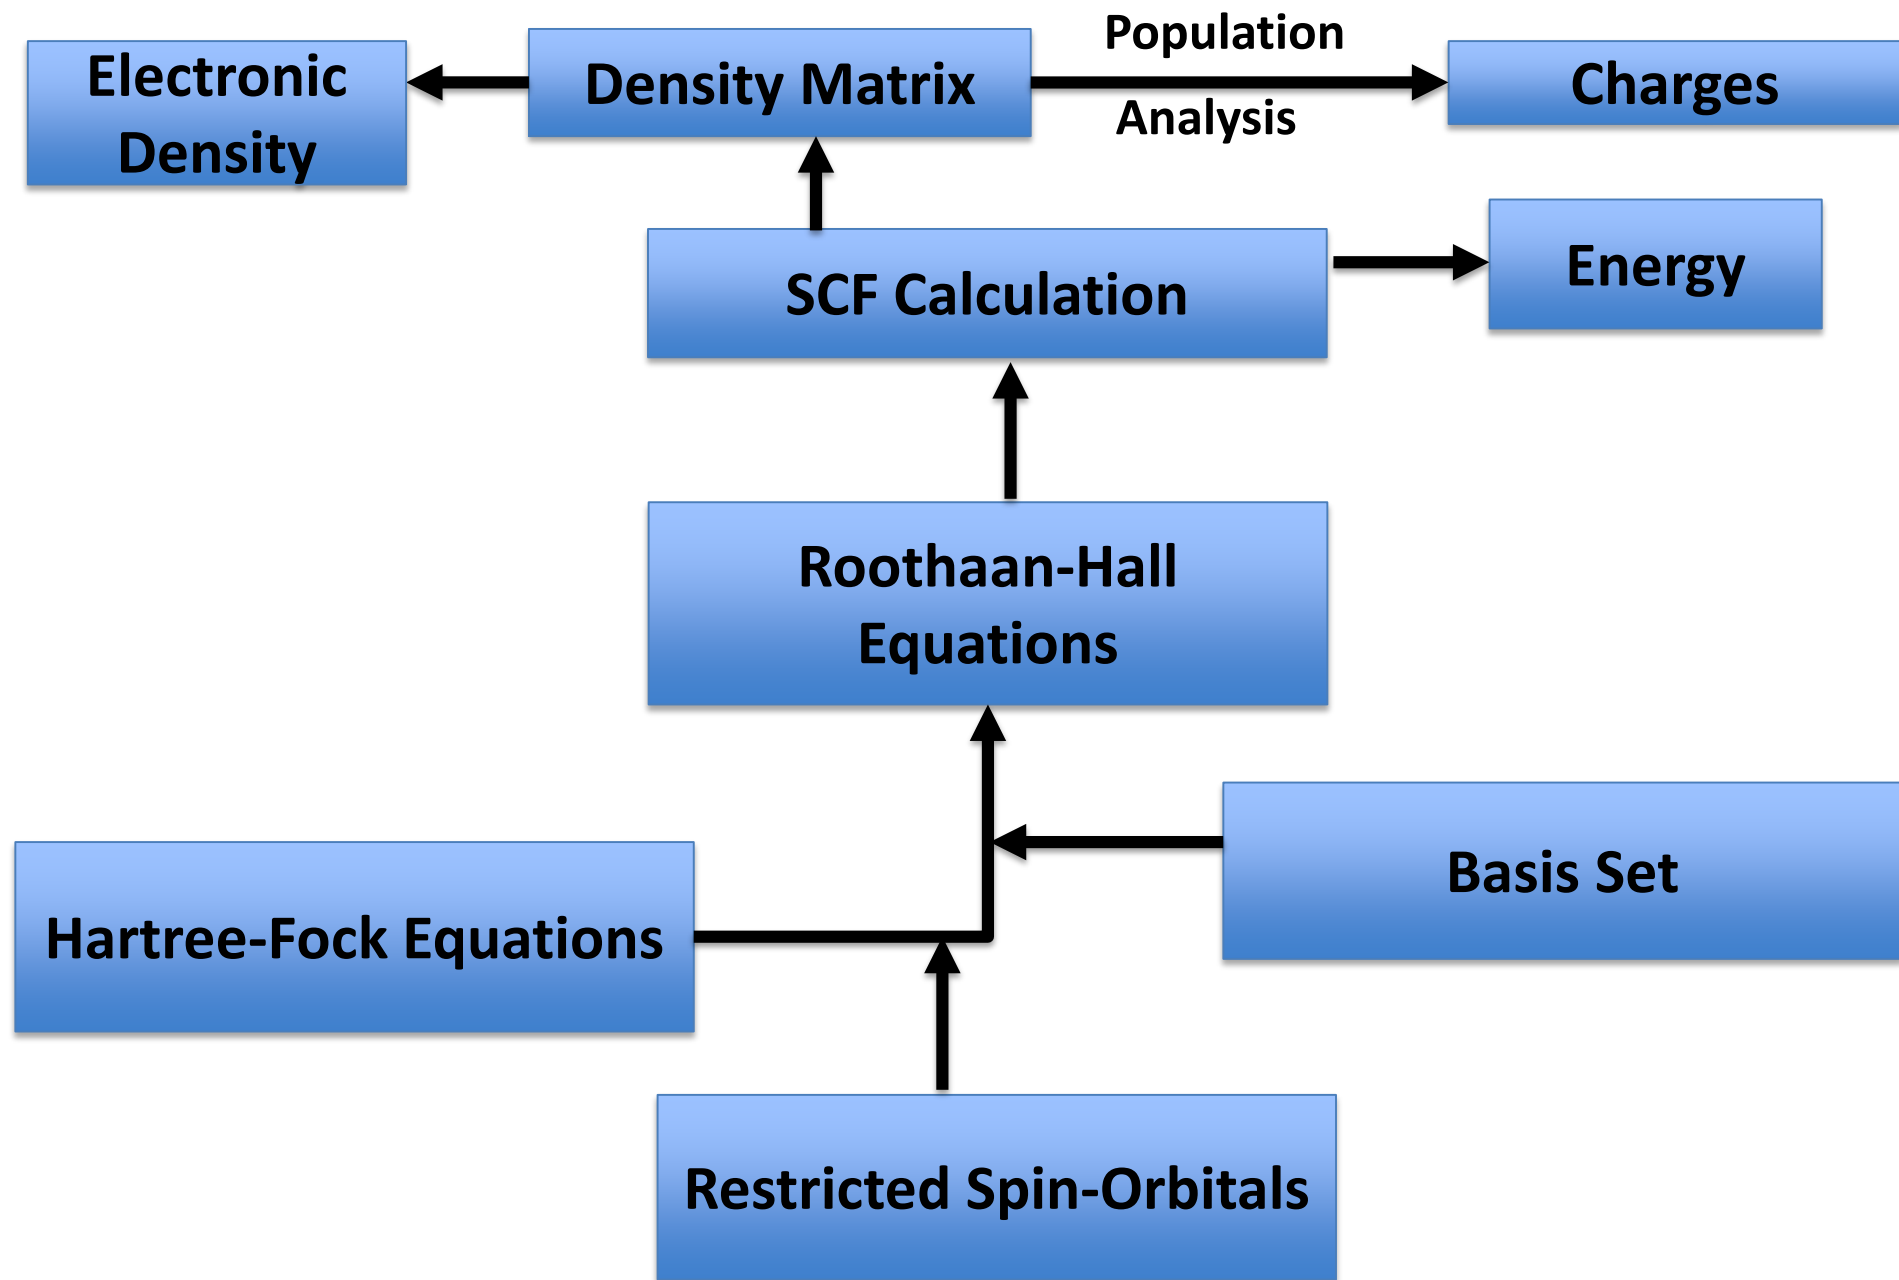 Electronic
Density
Density Matrix
Population
Analysis
Charges
SCF Calculation
Energy
Roothaan-Hall
Equations
Basis Set
Hartree-Fock Equations
Restricted Spin-Orbitals